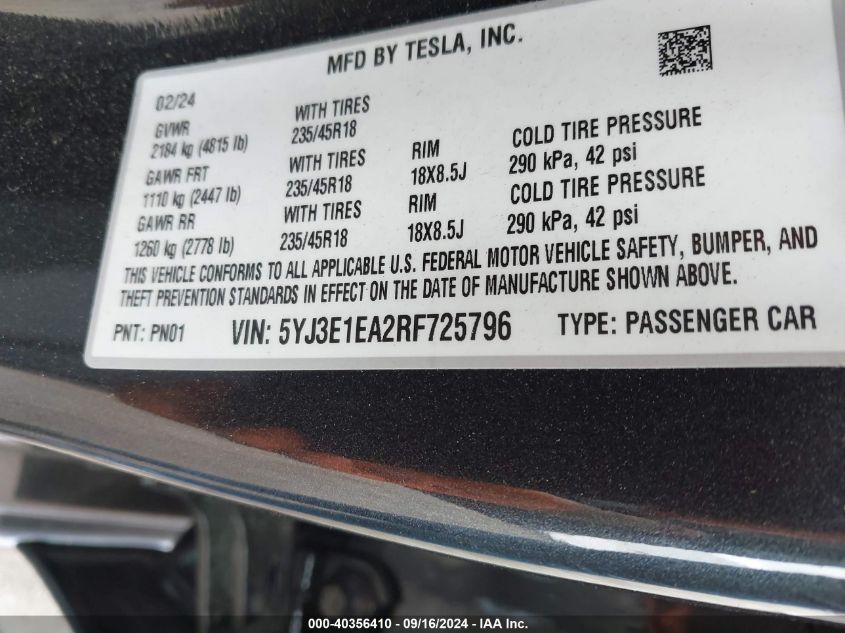 MFD BY TESLA, INC.
02/24
GVWR
2184 kg (4815 lb)
WITH TIRES
235/45R18
GAWR FRT
1110 kg (2447 lb)
WITH TIRES
235/45R18
RIM
18X8.5J
COLD TIRE PRESSURE
290 kPa, 42 psi
GAWR RR
1260 kg (2778 lb)
WITH TIRES
235/45R18
RIM
18X8.5J
COLD TIRE PRESSURE
290 kPa, 42 psi
THIS VEHICLE CONFORMS TO ALL APPLICABLE U.S. FEDERAL MOTOR VEHICLE SAFETY, BUMPER, AND
THEFT PREVENTION STANDARDS IN EFFECT ON THE DATE OF MANUFACTURE SHOWN ABOVE.
PNT: PN01 VIN: 5YJ3E1EA2RF725796 TYPE: PASSENGER CAR
000-40356410 - 09/16/2024 - IAA Inc.